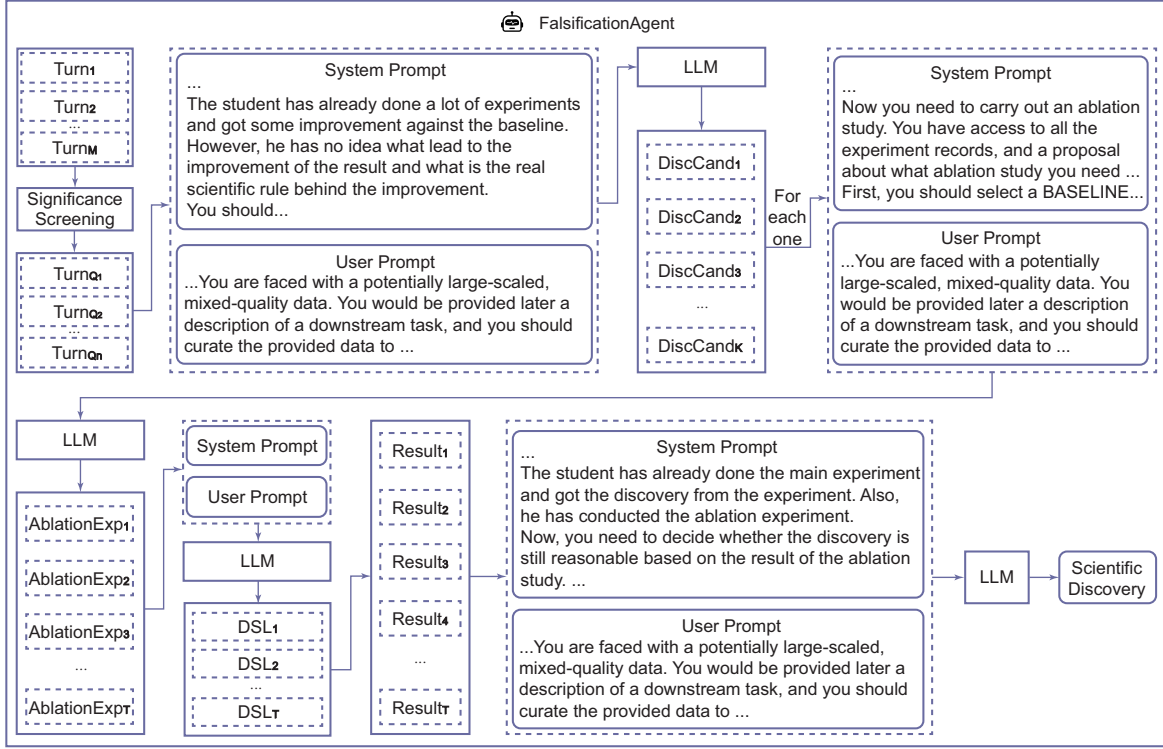 FalsificationAgent
Turn1
Turn2
...
TurnM
Significance
Screening
TurnQ1
TurnQ2
...
TurnQn
System Prompt
...
The student has already done a lot of experiments
and got some improvement against the baseline.
However, he has no idea what lead to the
improvement of the result and what is the real
scientific rule behind the improvement.
You should...
User Prompt
...You are faced with a potentially large-scaled,
mixed-quality data. You would be provided later a
description of a downstream task, and you should
curate the provided data to ...
LLM
DiscCand1
DiscCand2
DiscCand3
...
DiscCandK
For
each
one
System Prompt
...
Now you need to carry out an ablation
study. You have access to all the
experiment records, and a proposal
about what ablation study you need ...
First, you should select a BASELINE...
User Prompt
...You are faced with a potentially
large-scaled, mixed-quality data. You
would be provided later a description
of a downstream task, and you should
curate the provided data to ...
LLM
AblationExp1
AblationExp2
AblationExp3
...
AblationExpT
System Prompt
User Prompt
LLM
DSL1
DSL2
...
DSLT
Result1
Result2
Result3
Result4
...
ResultT
System Prompt
...
The student has already done the main experiment
and got the discovery from the experiment. Also,
he has conducted the ablation experiment.
Now, you need to decide whether the discovery is
still reasonable based on the result of the ablation
study. ...
User Prompt
...You are faced with a potentially large-scaled,
mixed-quality data. You would be provided later a
description of a downstream task, and you should
curate the provided data to ...
LLM
Scientific
Discovery